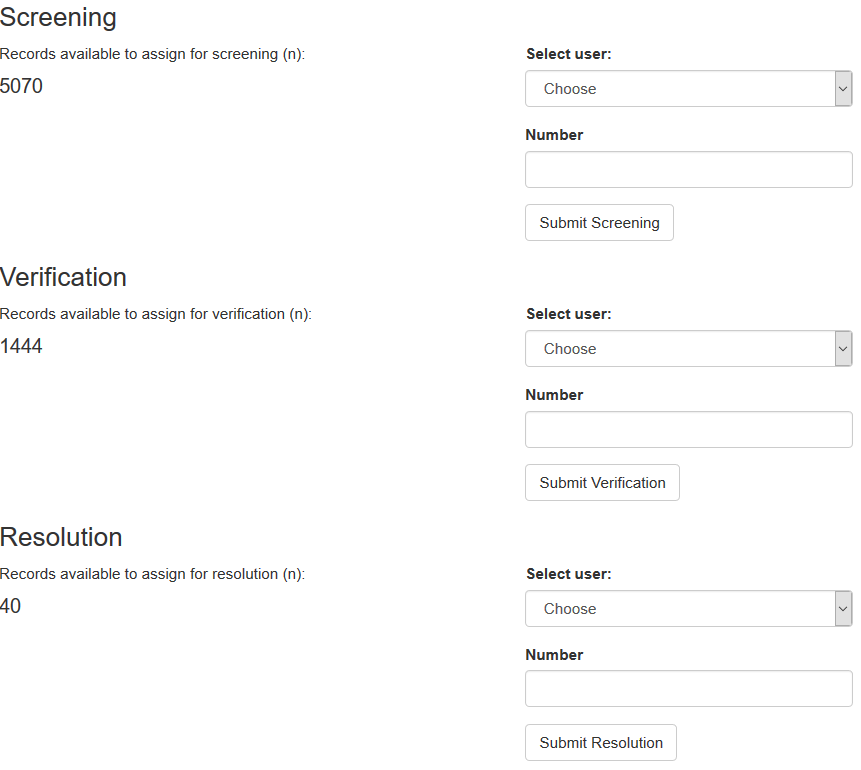 Screening
Records available to assign for screening (n):
5070
Select user:
Choose
Number
Submit Screening
Verification
Records available to assign for verification (n):
1444
Select user:
Choose
Number
Submit Verification
Resolution
Records available to assign for resolution (n):
40
Select user:
Choose
Number
Submit Resolution